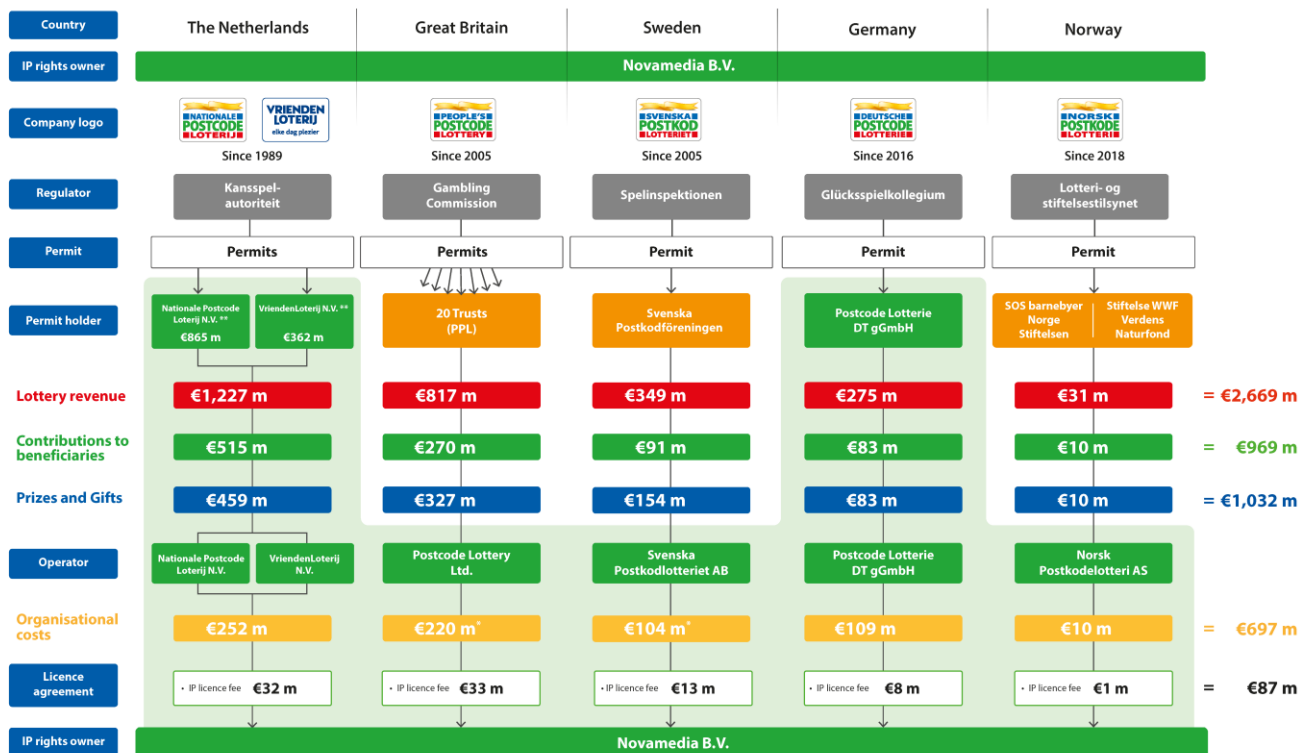 Country
The Netherlands
Great Britain
Sweden
Germany
Norway
IP rights owner
Novamedia B.V.
Company logo
NATIONALE
POSTCODE
LOTERIJ
VRIENDEN
LOTERIJ
elke dag plezier
PEOPLE'S
POSTCODE
LOTTERY
SVENSKA
POSTKOD
LOTTERIET
DEUTSCHE
POSTCODE
LOTTERIE
NORSK
POSTKODE
LOTTERI
Since 1989
Since 2005
Since 2005
Since 2016
Since 2018
Regulator
Kansspel-
autoriteit
Gambling
Commission
Spelinspektionen
Glücksspielkollegium
Lotteri- og
stiftelsestilsynet
Permit
Permits
Permits
Permit
Permit
Permit
Permit holder
Nationale Postcode
Loterij N.V. **
€865 m
VriendenLoterij N.V. **
€362 m
20 Trusts
(PPL)
Svenska
Postkodföreningen
Postcode Lotterie
DT gGmbH
SOS barnebyer
Norge
Stiftelsen
Stiftelse WWF
Verdens
Naturfond
Lottery revenue
€1,227 m
€817 m
€349 m
€275 m
€31 m
= €2,669 m
Contributions to
beneficiaries
€515 m
€270 m
€91 m
€83 m
€10 m
= €969 m
Prizes and Gifts
€459 m
€327 m
€154 m
€83 m
€10 m
= €1,032 m
Operator
Nationale Postcode
Loterij N.V.
VriendenLoterij
N.V.
Postcode Lottery
Ltd.
Svenska
Postkodlotteriet AB
Postcode Lotterie
DT gGmbH
Norsk
Postkodelotteri AS
Organisational
costs
€252 m
€220 m*
€104 m*
€109 m
€10 m
= €697 m
Licence
agreement
• IP licence fee €32 m
• IP licence fee €33 m
• IP licence fee €13 m
• IP licence fee €8 m
• IP licence fee €1 m
= €87 m
IP rights owner
Novamedia B.V.